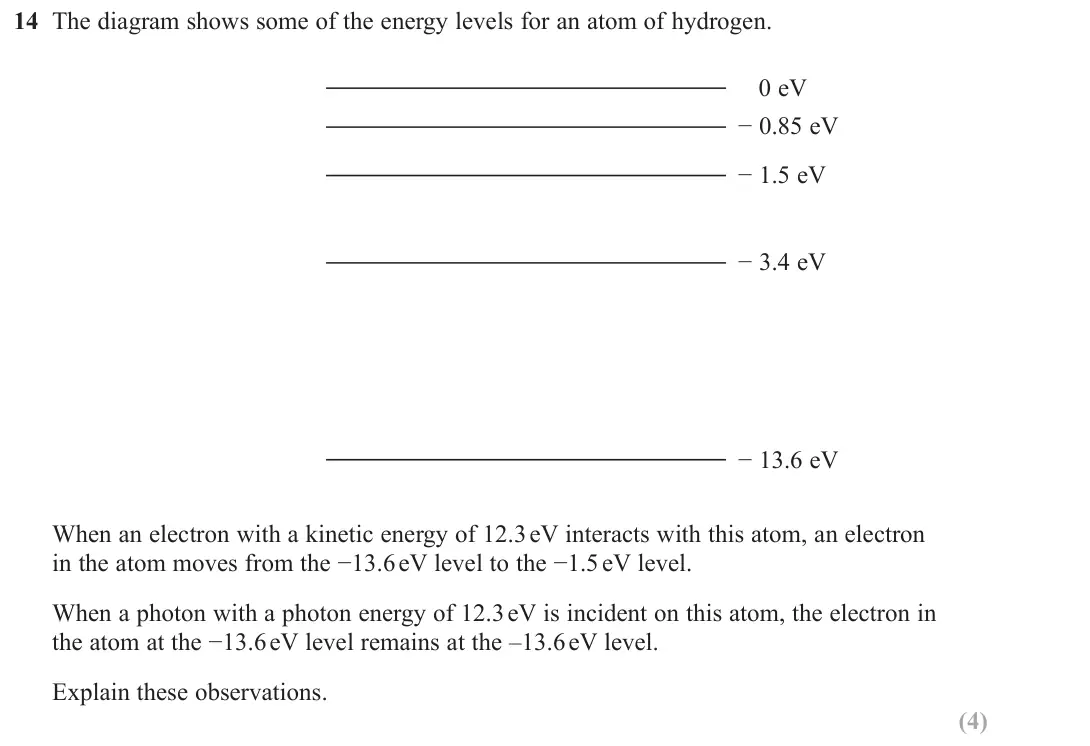 14 The diagram shows some of the energy levels for an atom of hydrogen.
0 eV
− 0.85 eV
− 1.5 eV
− 3.4 eV
− 13.6 eV
When an electron with a kinetic energy of 12.3 eV interacts with this atom, an electron
in the atom moves from the −13.6 eV level to the −1.5 eV level.
When a photon with a photon energy of 12.3 eV is incident on this atom, the electron in
the atom at the −13.6 eV level remains at the –13.6 eV level.
Explain these observations.
(4)